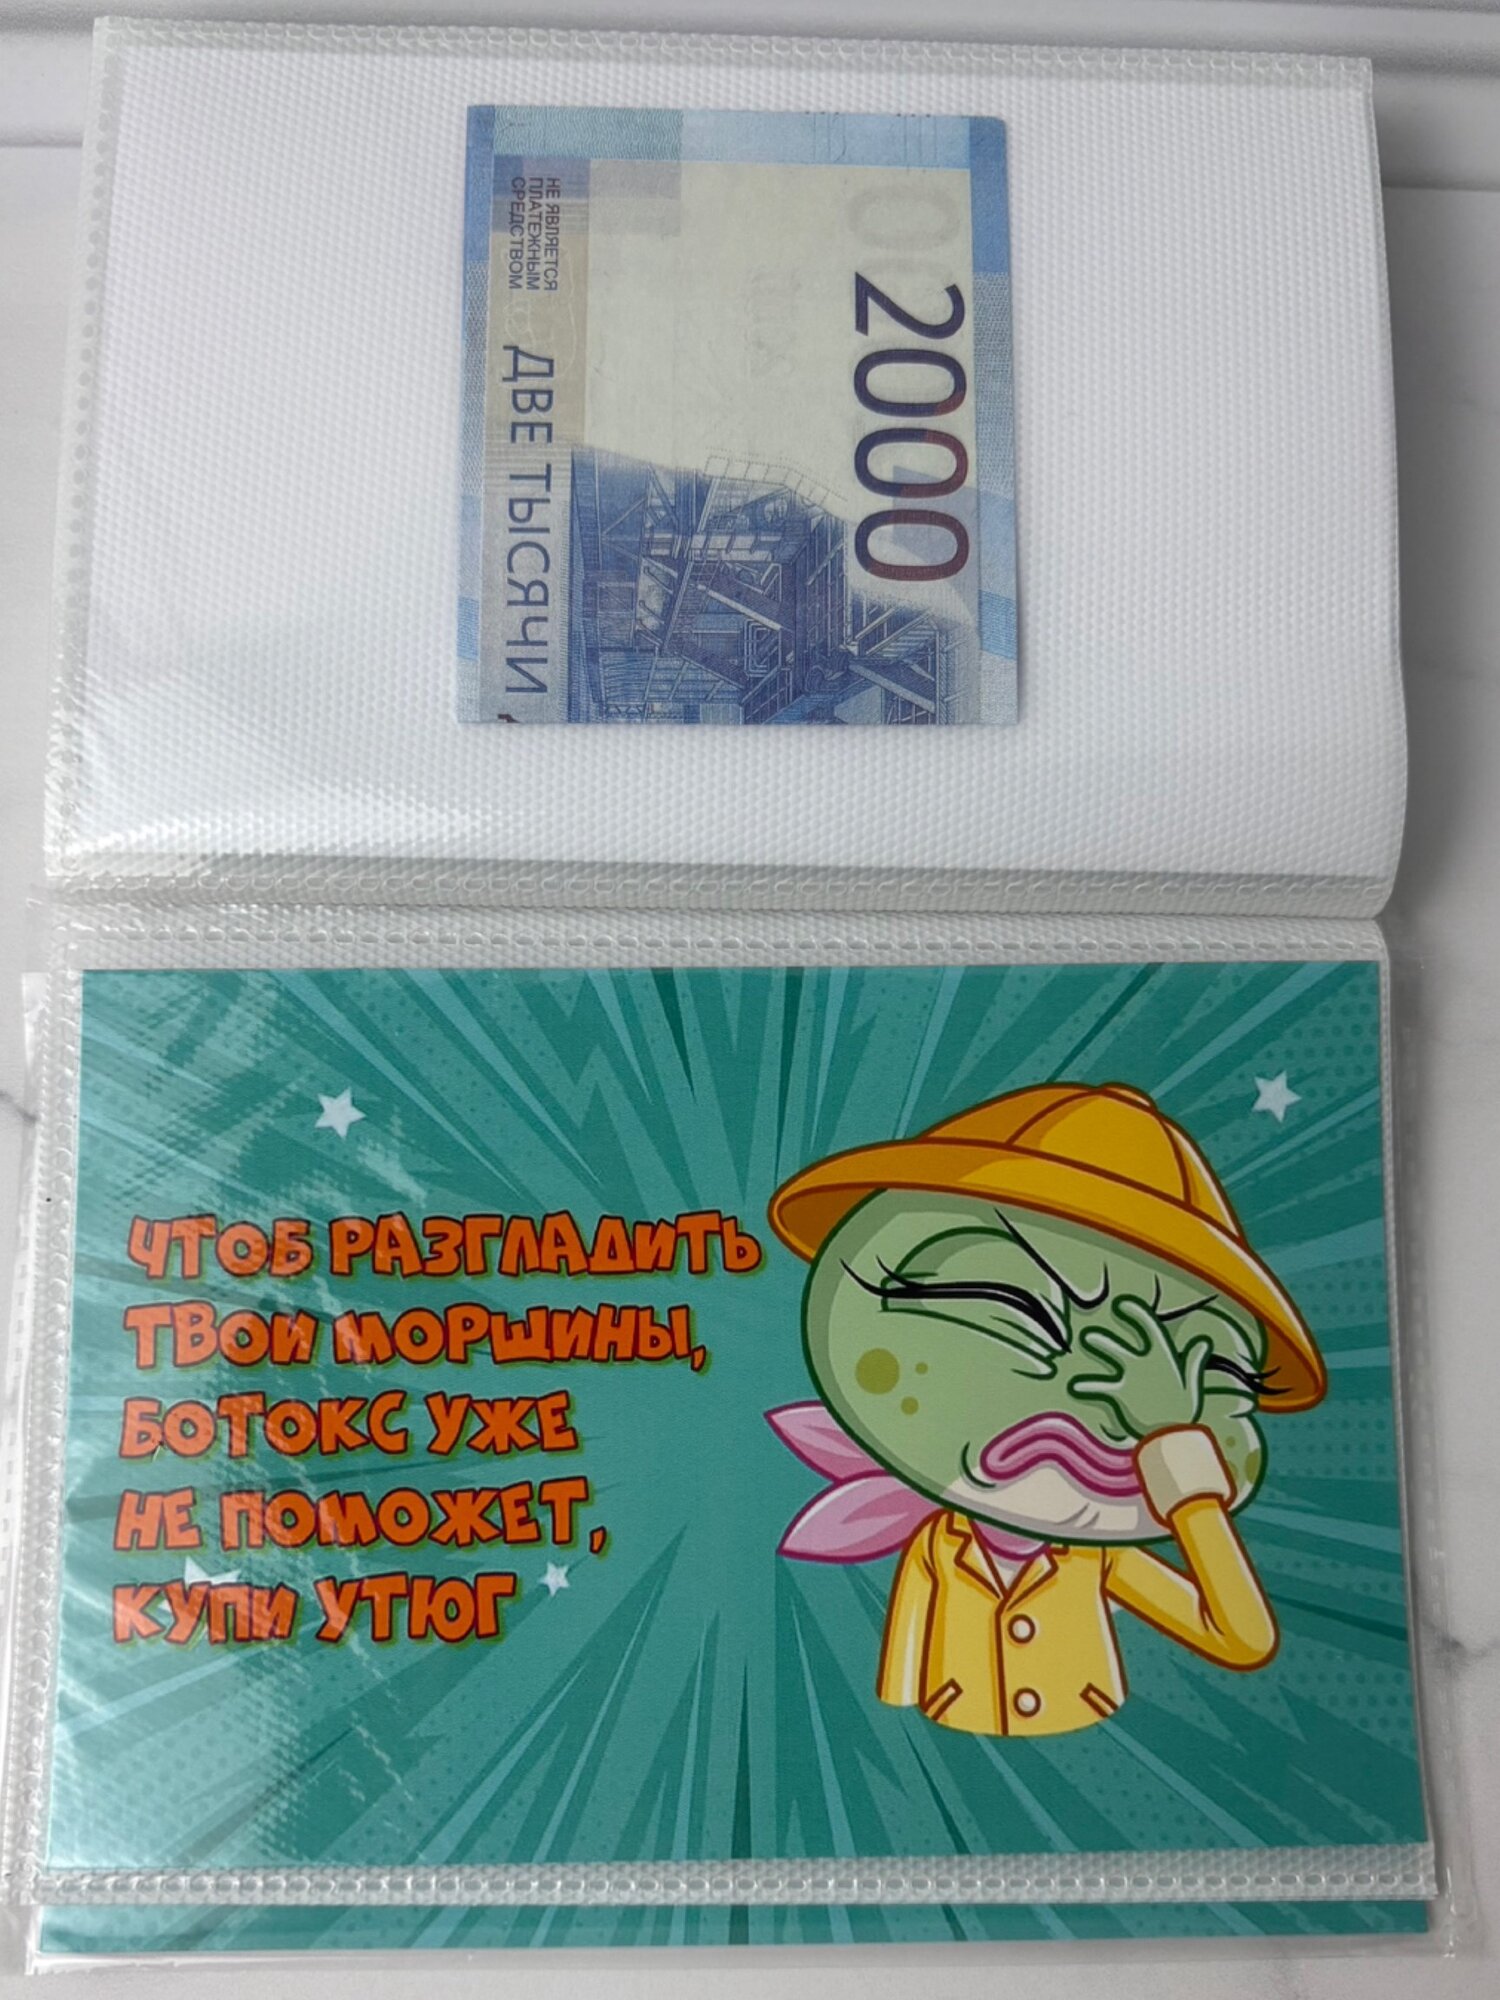 НЕ ЯВЛЯЕТСЯ
ПЛАТЕЖНЫМ
СРЕДСТВОМ
ДВЕ ТЫСЯЧИ
2000
ЧТОБ РАЗГЛАДИТЬ
ТВОИ МОРЩИНЫ,
БОТОКС УЖЕ
НЕ ПОМОЖЕТ,
КУПИ УТЮГ